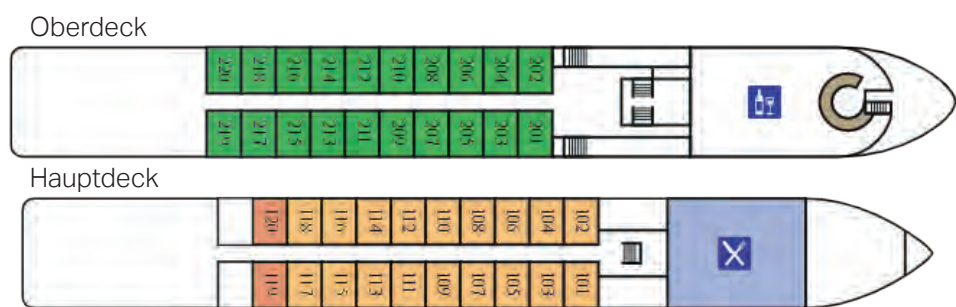 Oberdeck
220 218 216 214 212 210 208 206 204 202
219 217 215 213 211 209 207 205 203 201
Hauptdeck
120 118 116 114 112 110 108 106 104 102
119 117 115 113 111 109 107 105 103 101